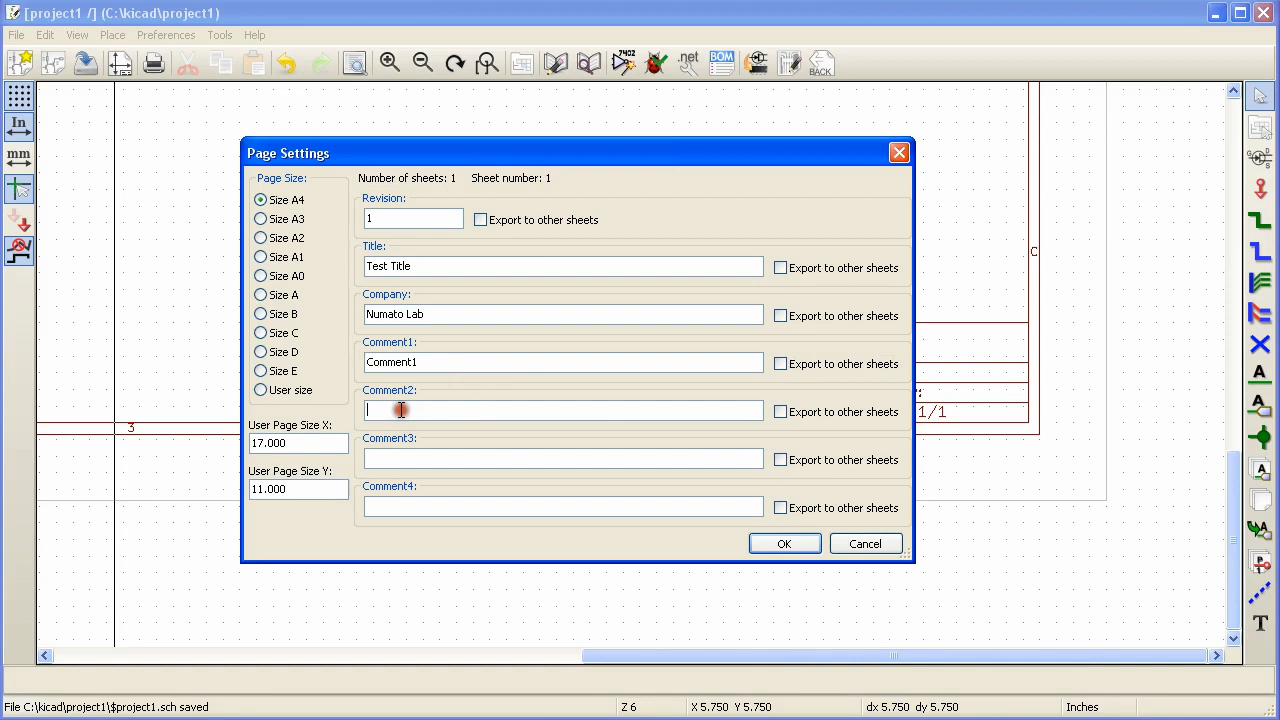 [project1 /] (C:\kicad\project1)
File Edit View Place Preferences Tools Help
7402
.net
BOM
BACK
In
mm
Page Settings
Page Size:
Size A4
Size A3
Size A2
Size A1
Size A0
Size A
Size B
Size C
Size D
Size E
User size
User Page Size X:
17.000
User Page Size Y:
11.000
Number of sheets: 1 Sheet number: 1
Revision:
1
Export to other sheets
Title:
Test Title
Export to other sheets
Company:
Numato Lab
Export to other sheets
Comment1:
Comment1
Export to other sheets
Comment2:
Export to other sheets
Comment3:
Export to other sheets
Comment4:
Export to other sheets
OK Cancel
3
C
1/1
A
A
A
T
File C:\kicad\project1\$project1.sch saved
Z 6
X 5.750 Y 5.750
dx 5.750 dy 5.750
Inches